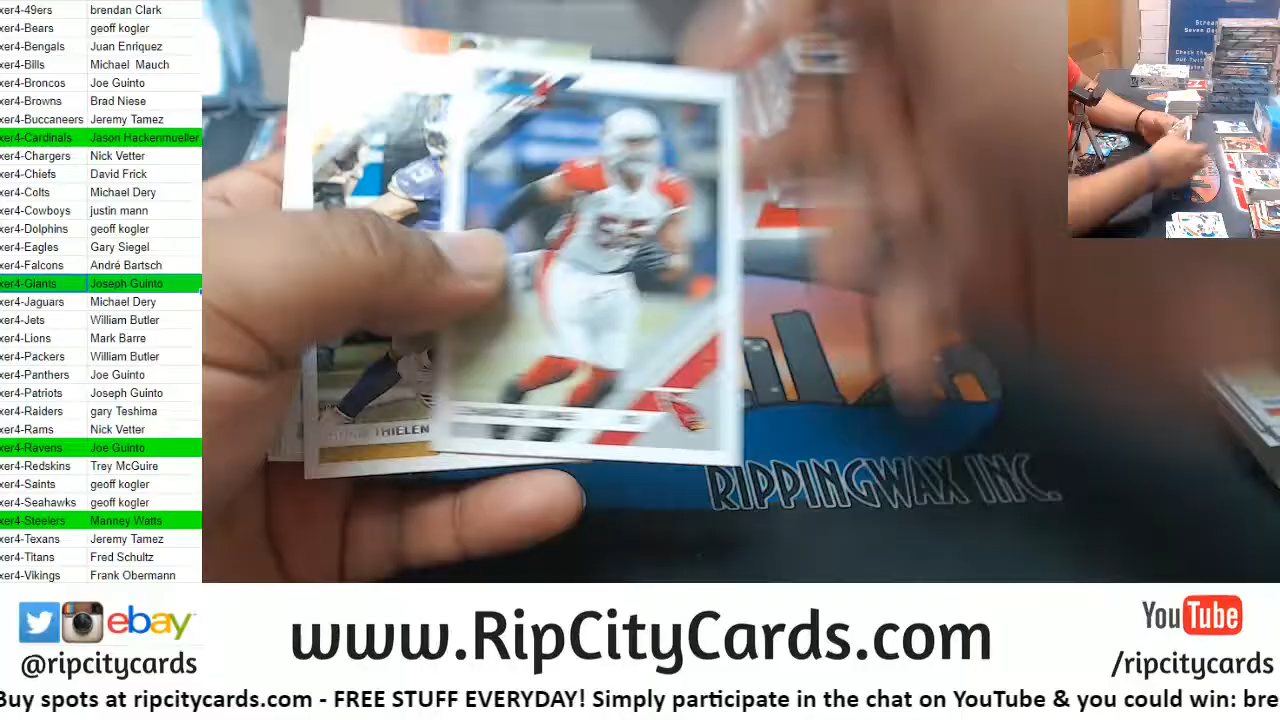 xer4-49ers brendan Clark
xer4-Bears geoff kogler
xer4-Bengals Juan Enriquez
xer4-Bills Michael Mauch
xer4-Broncos Joe Guinto
xer4-Browns Brad Niese
xer4-Buccaneers Jeremy Tamez
xer4-Cardinals Jason Hackenmueller
xer4-Chargers Nick Vetter
xer4-Chiefs David Frick
xer4-Colts Michael Dery
xer4-Cowboys justin mann
xer4-Dolphins geoff kogler
xer4-Eagles Gary Siegel
xer4-Falcons André Bartsch
xer4-Giants Joseph Guinto
xer4-Jaguars Michael Dery
xer4-Jets William Butler
xer4-Lions Mark Barre
xer4-Packers William Butler
xer4-Panthers Joe Guinto
xer4-Patriots Joseph Guinto
xer4-Raiders gary Teshima
xer4-Rams Nick Vetter
xer4-Ravens Joe Guinto
xer4-Redskins Trey McGuire
xer4-Saints geoff kogler
xer4-Seahawks geoff kogler
xer4-Steelers Manney Watts
xer4-Texans Jeremy Tamez
xer4-Titans Fred Schultz
xer4-Vikings Frank Obermann
THIELEN
RIPPINGWAX INC.
ebay
@ripcitycards
www.RipCityCards.com
YouTube
/ripcitycards
Buy spots at ripcitycards.com - FREE STUFF EVERYDAY! Simply participate in the chat on YouTube & you could win: bre